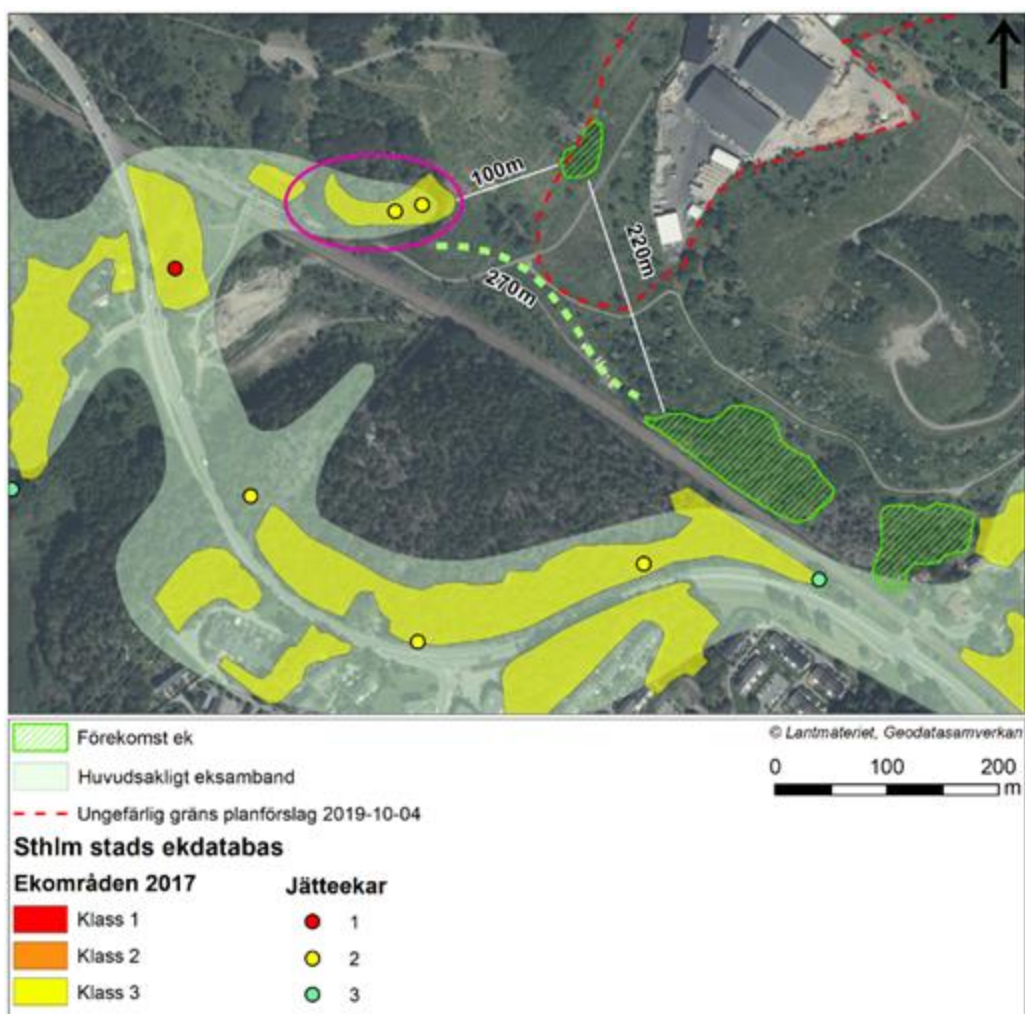 100m
220m
270m
Förekomst ek
© Lantmäteriet, Geodatasamverkan
Huvudsakligt eksamband
0 100 200
m
Ungefärlig gräns planförslag 2019-10-04
Sthlm stads ekdatabas
Ekområden 2017
Jätteekar
Klass 1
1
Klass 2
2
Klass 3
3